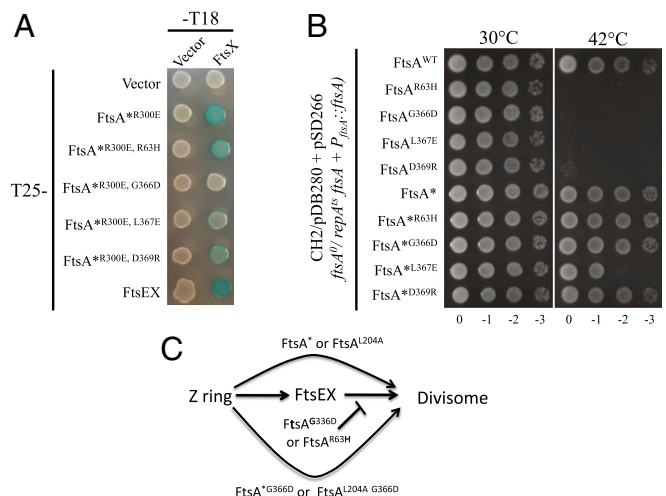 A
-T18
Vector
FtsX
T25-
Vector
FtsA*R300E
FtsA*R300E, R63H
FtsA*R300E, G366D
FtsA*R300E, L367E
FtsA*R300E, D369R
FtsEX
B
30°C
42°C
CH2/pDB280 + pSD266
ftsA⁰/ repAᵗˢ ftsA + PftsA::ftsA)
FtsAWT
FtsAR63H
FtsAG366D
FtsAL367E
FtsAD369R
FtsA*
FtsA*R63H
FtsA*G366D
FtsA*L367E
FtsA*D369R
0 -1 -2 -3 0 -1 -2 -3
C
FtsA* or FtsAL204A
Z ring
FtsEX
Divisome
FtsAG336D
or FtsAR63H
FtsA*G366D or FtsAL204A G366D